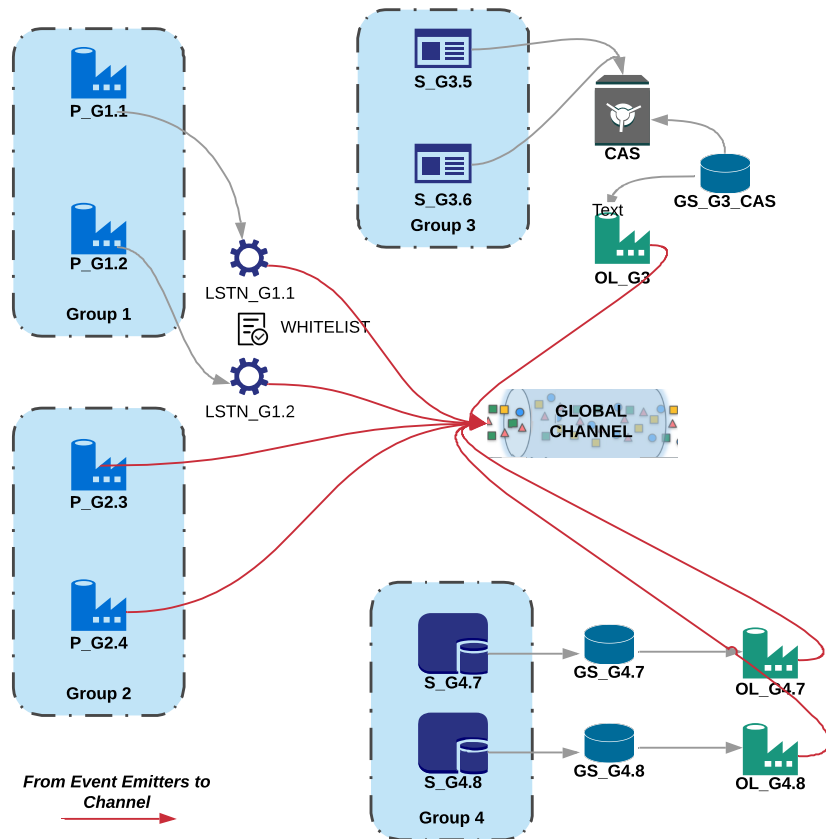 P_G1.1
P_G1.2
Group 1
S_G3.5
S_G3.6
Group 3
CAS
GS_G3_CAS
Text
OL_G3
LSTN_G1.1
WHITELIST
LSTN_G1.2
GLOBAL
CHANNEL
P_G2.3
P_G2.4
Group 2
S_G4.7
GS_G4.7
OL_G4.7
S_G4.8
GS_G4.8
OL_G4.8
Group 4
From Event Emitters to
Channel